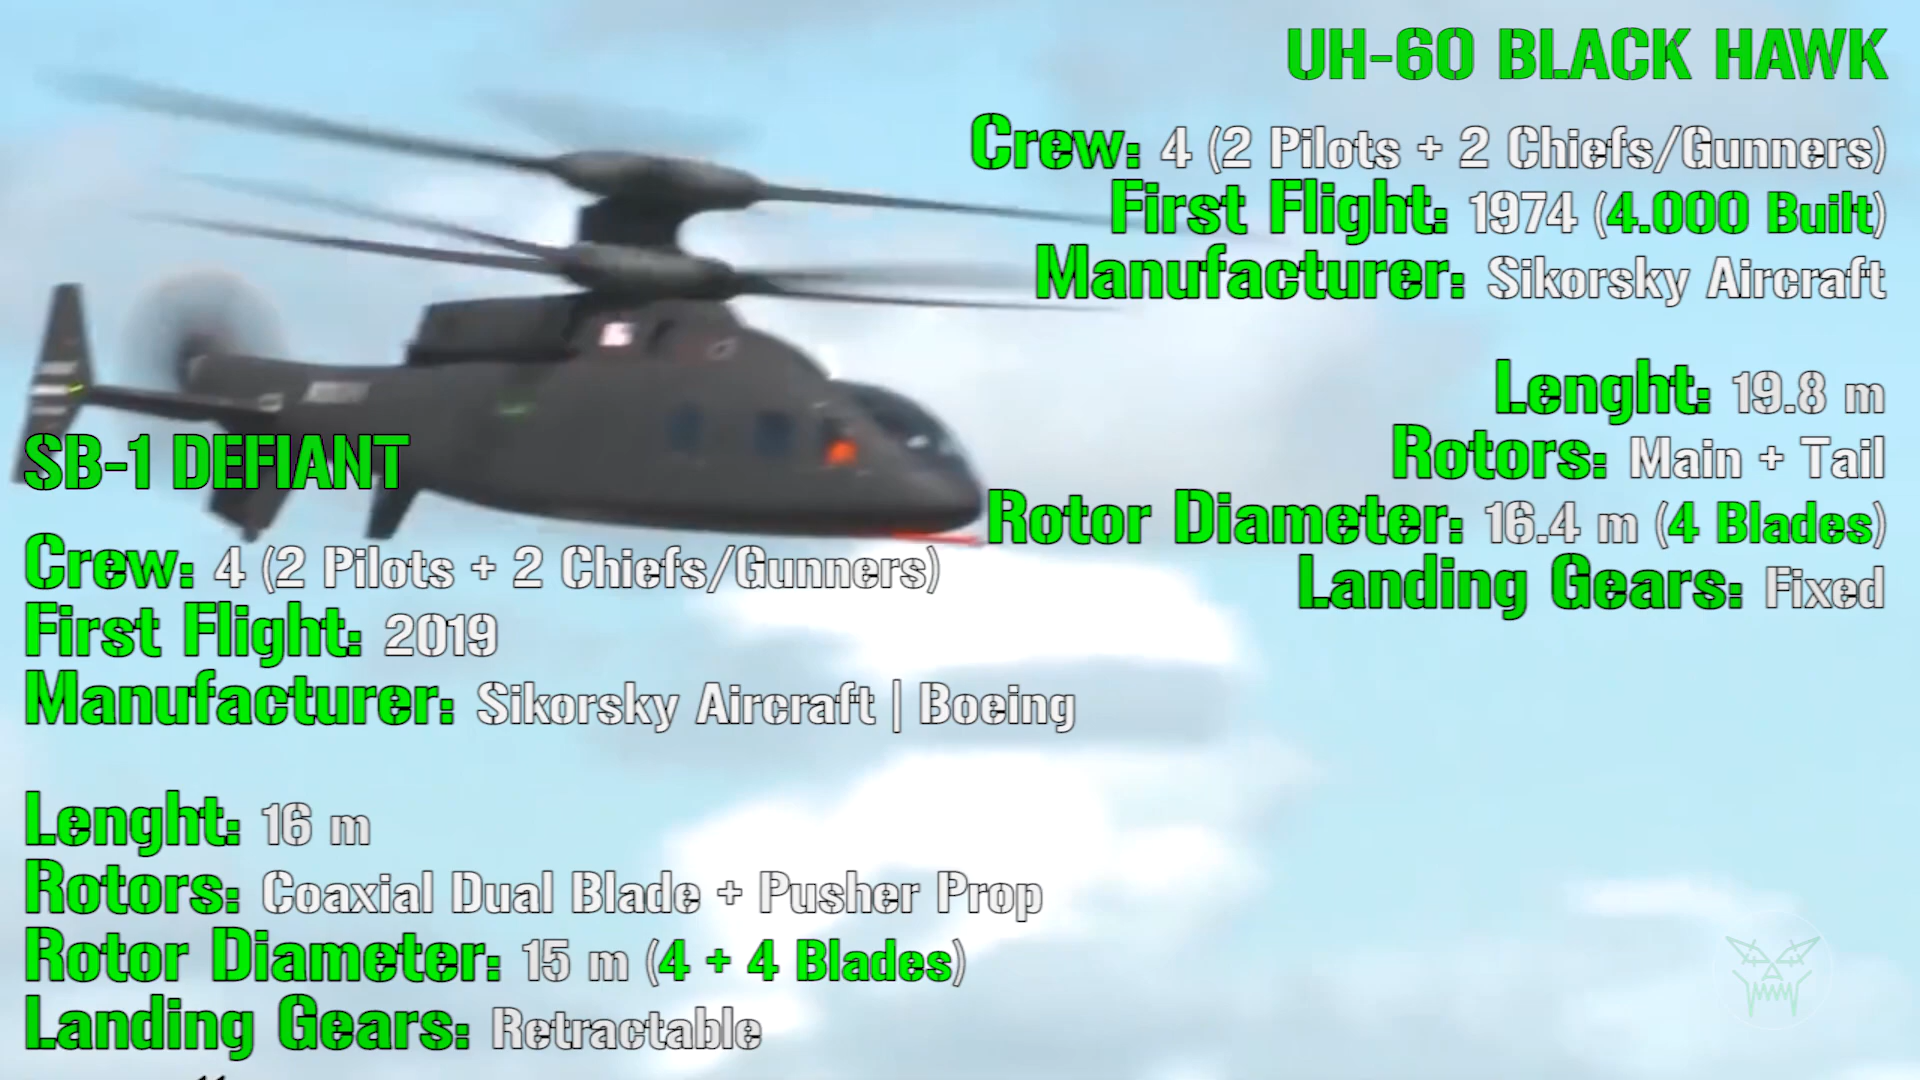 UH-60 BLACK HAWK
Crew: 4 (2 Pilots + 2 Chiefs/Gunners)
First Flight: 1974 (4.000 Built)
Manufacturer: Sikorsky Aircraft
Lenght: 19.8 m
Rotors: Main + Tail
Rotor Diameter: 16.4 m (4 Blades)
Landing Gears: Fixed
SB-1 DEFIANT
Crew: 4 (2 Pilots + 2 Chiefs/Gunners)
First Flight: 2019
Manufacturer: Sikorsky Aircraft | Boeing
Lenght: 16 m
Rotors: Coaxial Dual Blade + Pusher Prop
Rotor Diameter: 15 m (4 + 4 Blades)
Landing Gears: Retractable